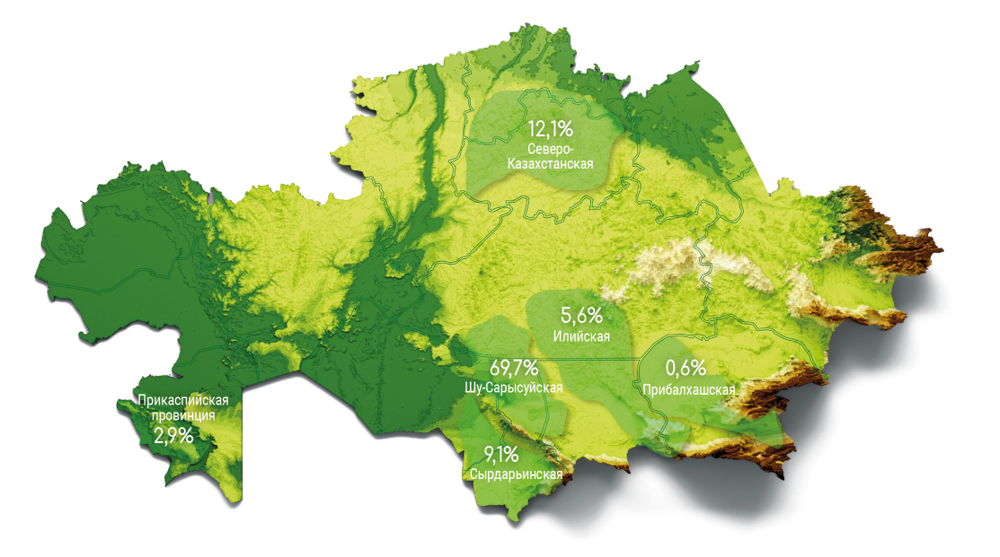 12,1%
Северо-
Казахстанская
5,6%
Илийская
69,7%
Шу-Сарысуйская
0,6%
Прибалхашская
Прикаспийская
провинция
2,9%
9,1%
Сырдарьинская